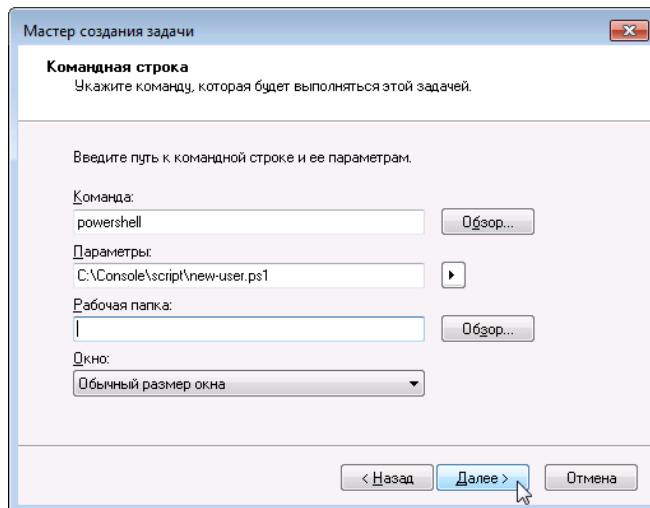 Мастер создания задачи
Командная строка
Укажите команду, которая будет выполняться этой задачей.
Введите путь к командной строке и ее параметрам.
Команда:
powershell
Обзор...
Параметры:
C:\Console\script\new-user.ps1
Рабочая папка:
Обзор...
Окно:
Обычный размер окна
< Назад
Далее >
Отмена